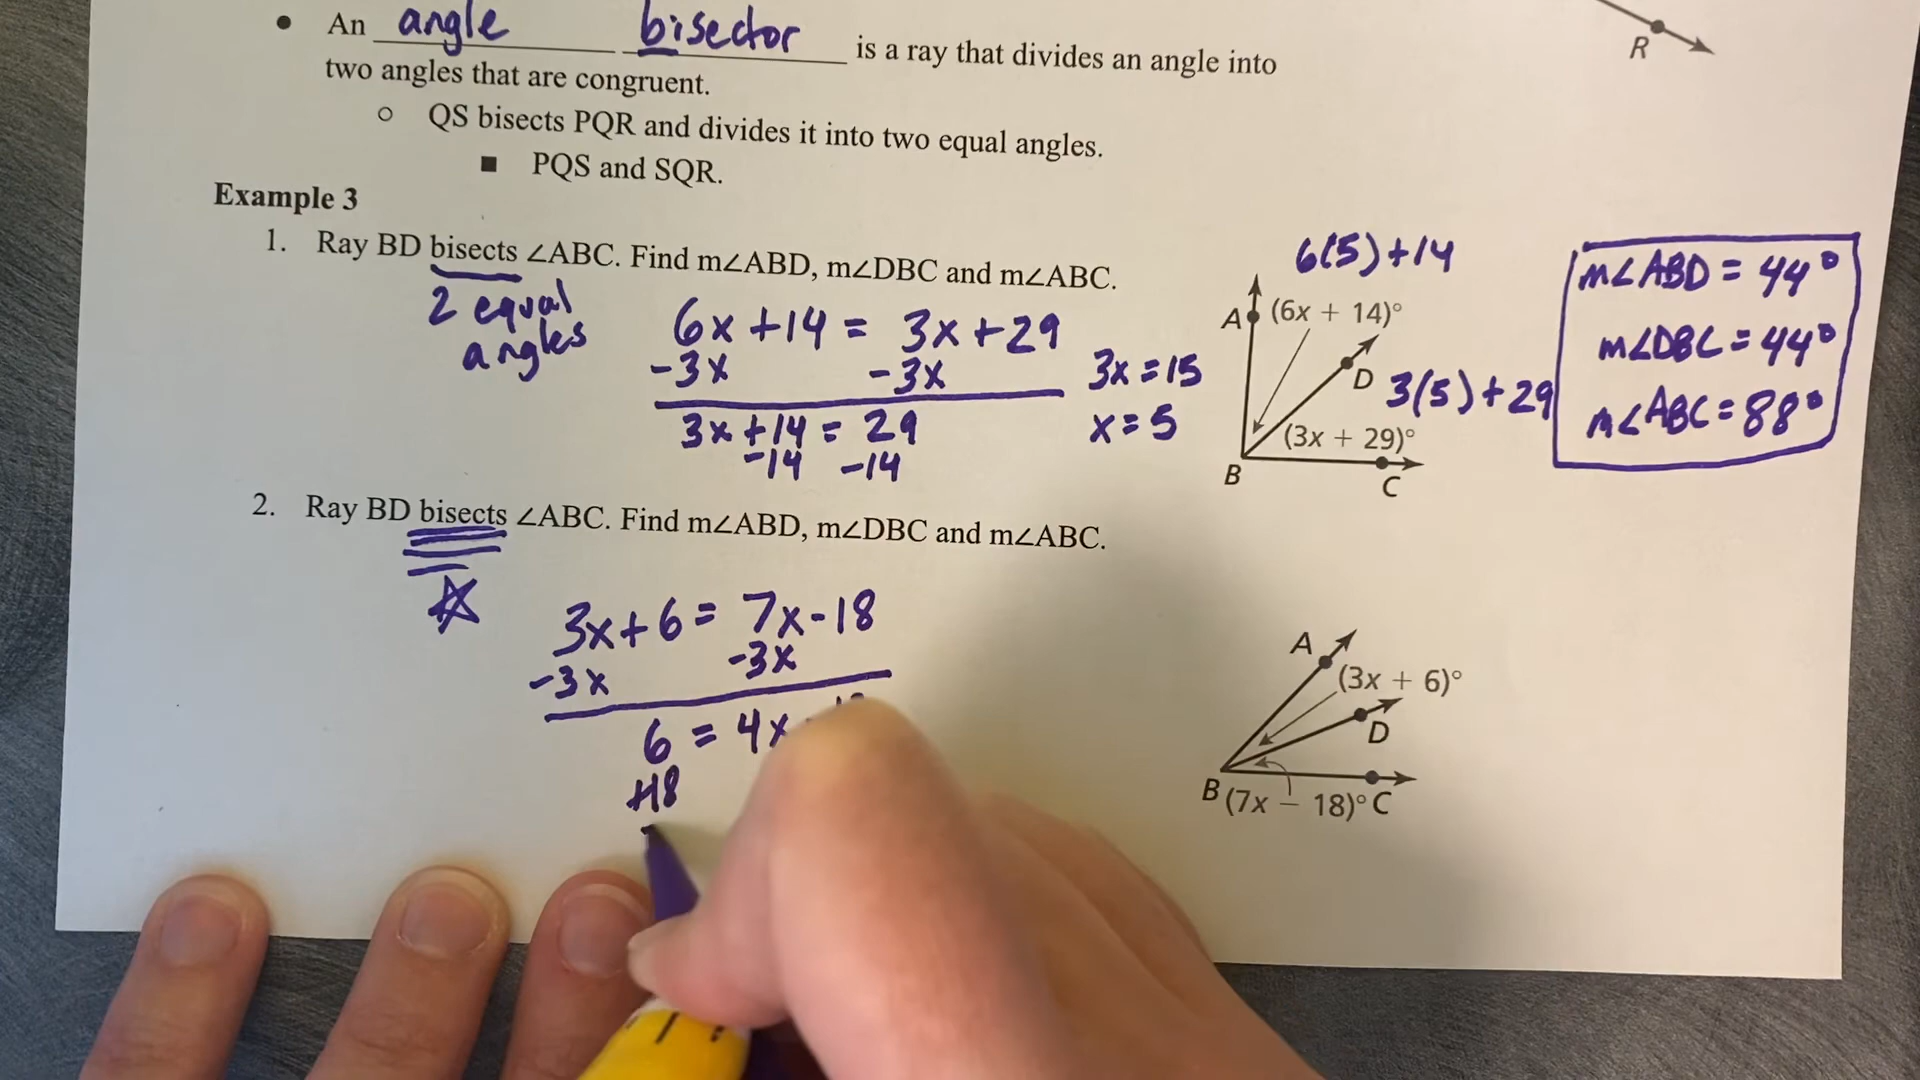 An angle bisector is a ray that divides an angle into
two angles that are congruent.
QS bisects PQR and divides it into two equal angles.
PQS and SQR.
R
Example 3
1. Ray BD bisects ∠ABC. Find m∠ABD, m∠DBC and m∠ABC.
2 equal
angles
6x + 14 = 3x + 29
-3x -3x
3x + 14 = 29
-14 -14
3x = 15
x = 5
6(5) + 14
A (6x + 14)°
D 3(5) + 29
(3x + 29)°
B C
m∠ABD = 44°
m∠DBC = 44°
m∠ABC = 88°
2. Ray BD bisects ∠ABC. Find m∠ABD, m∠DBC and m∠ABC.
3x + 6 = 7x - 18
-3x -3x
6 = 4x
+18
A
(3x + 6)°
D
B (7x – 18)° C